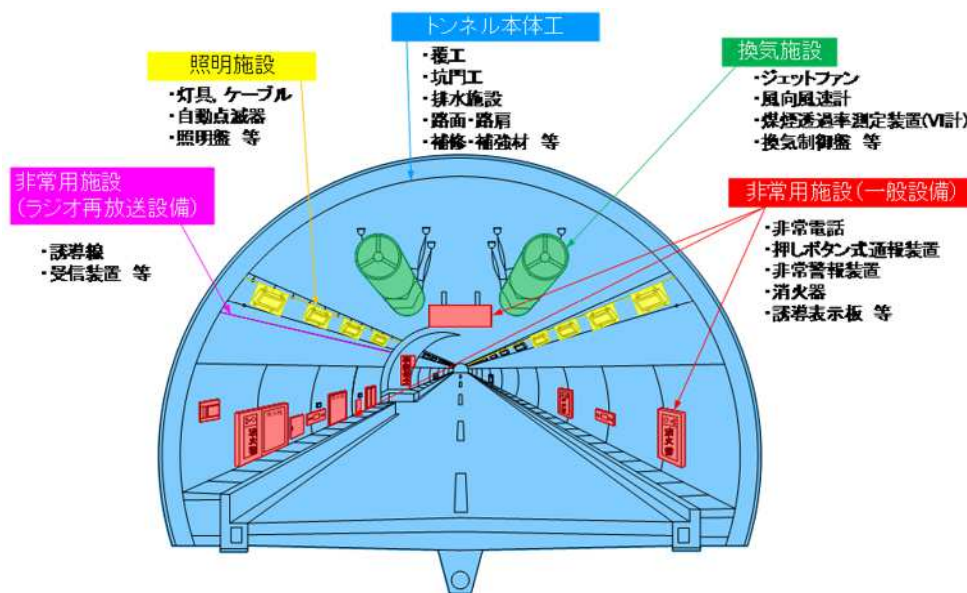 トンネル本体工
・覆工
・坑門工
・排水施設
・路面・路肩
・補修・補強材 等
照明施設
・灯具, ケーブル
・自動点滅器
・照明盤 等
換気施設
・ジェットファン
・風向風速計
・煤煙透過率測定装置(VI計)
・換気制御盤 等
非常用施設
(ラジオ再放送設備)
・誘導線
・受信装置 等
非常用施設(一般設備)
・非常電話
・押しボタン式通報装置
・非常警報装置
・消火器
・誘導表示板 等
消火器
消火器